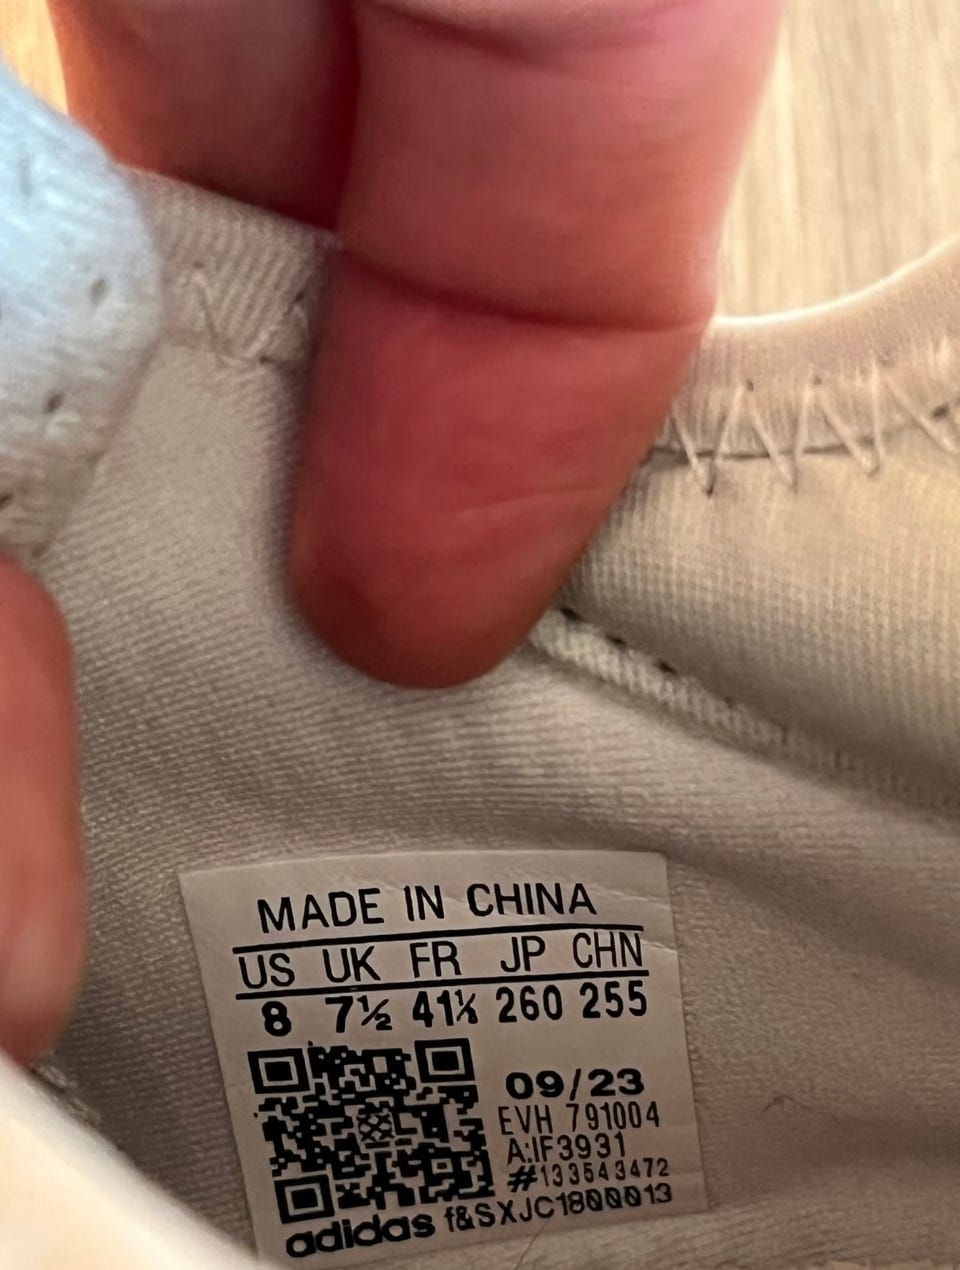 MADE IN CHINA
US UK FR JP CHN
8 7½ 41⅓ 260 255
09/23
EVH 791004
A:IF3931
#133543472
adidas f&SXJC1800013